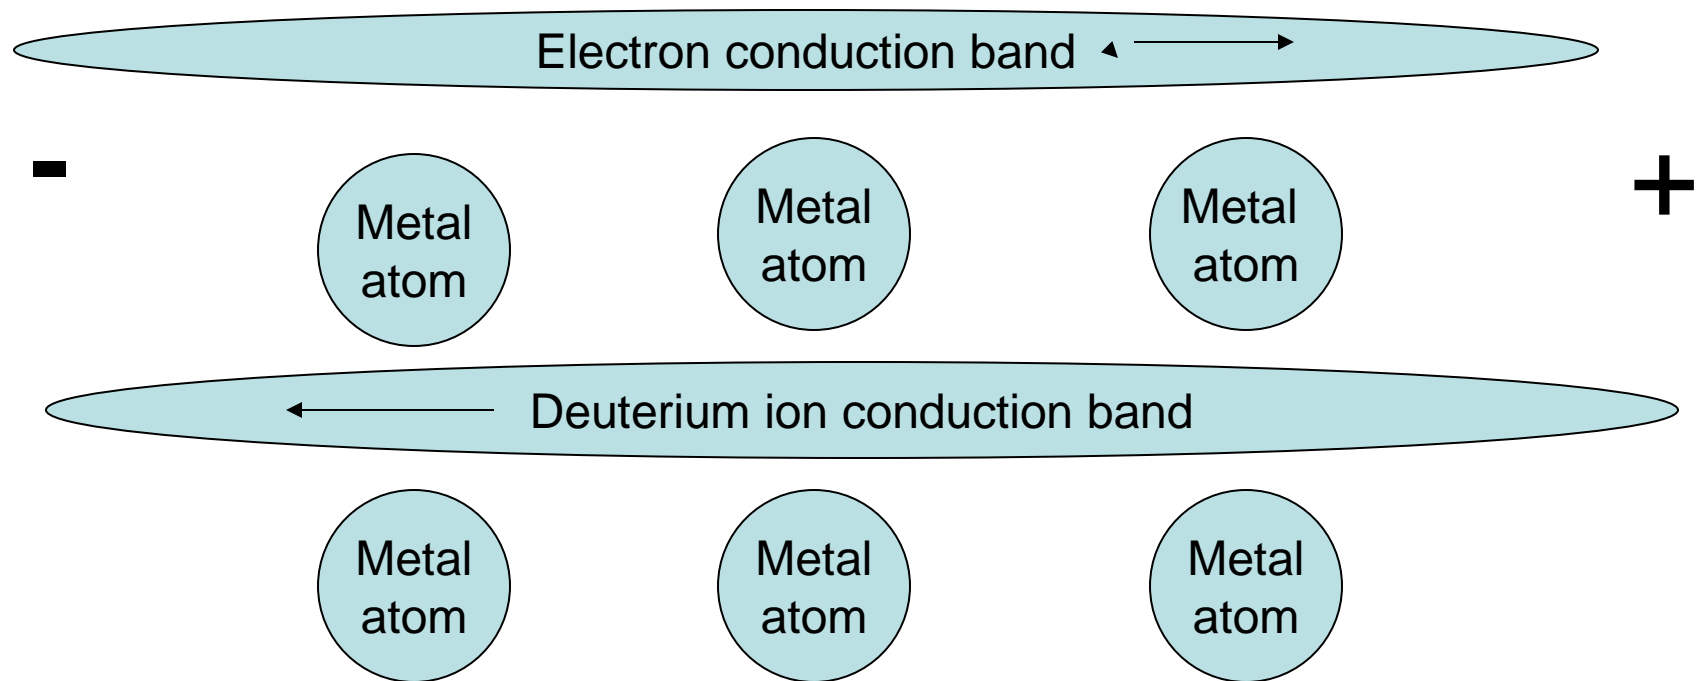 Electron conduction band
-
+
Metal
atom
Metal
atom
Metal
atom
Deuterium ion conduction band
Metal
atom
Metal
atom
Metal
atom